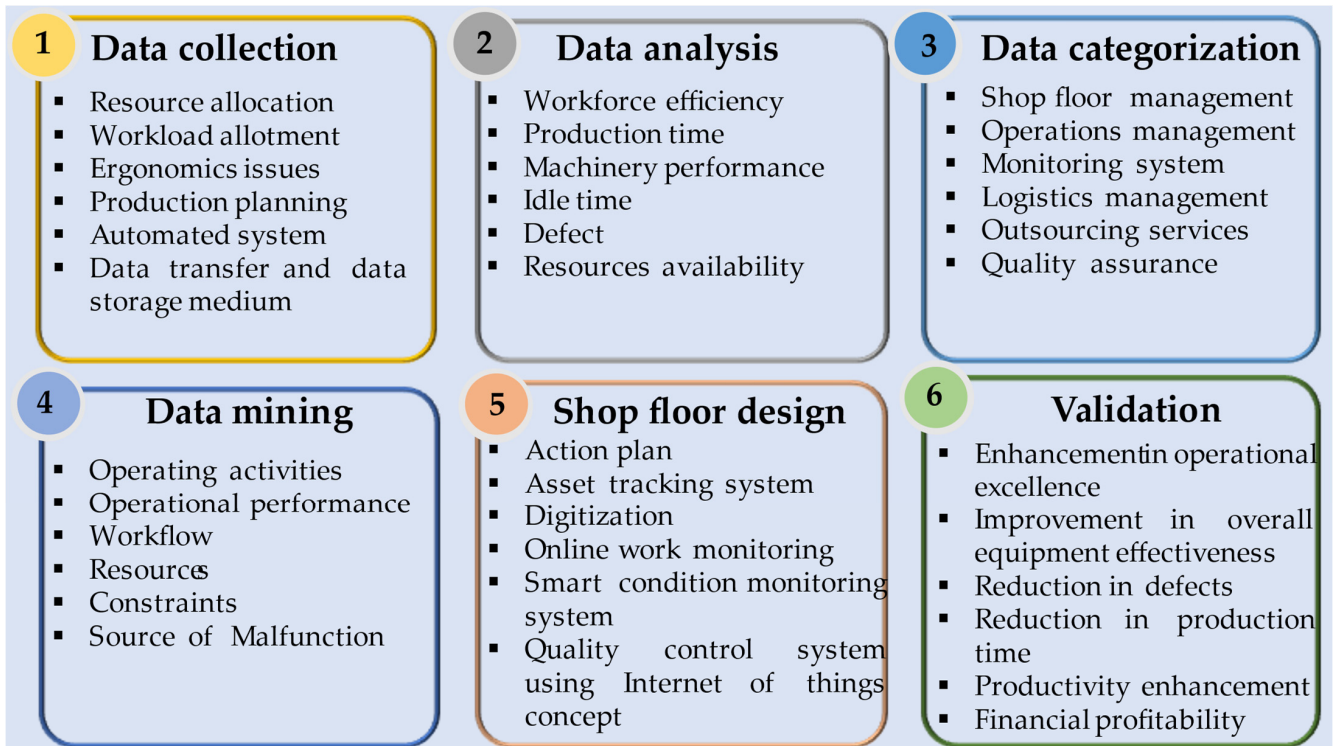 1
Data collection
▪ Resource allocation
▪ Workload allotment
▪ Ergonomics issues
▪ Production planning
▪ Automated system
▪ Data transfer and data
storage medium
2
Data analysis
▪ Workforce efficiency
▪ Production time
▪ Machinery performance
▪ Idle time
▪ Defect
▪ Resources availability
3
Data categorization
▪ Shop floor management
▪ Operations management
▪ Monitoring system
▪ Logistics management
▪ Outsourcing services
▪ Quality assurance
4
Data mining
▪ Operating activities
▪ Operational performance
▪ Workflow
▪ Resources
▪ Constraints
▪ Source of Malfunction
5
Shop floor design
▪ Action plan
▪ Asset tracking system
▪ Digitization
▪ Online work monitoring
▪ Smart condition monitoring
system
▪ Quality control system
using Internet of things
concept
6
Validation
▪ Enhancement in operational
excellence
▪ Improvement in overall
equipment effectiveness
▪ Reduction in defects
▪ Reduction in production
time
▪ Productivity enhancement
▪ Financial profitability